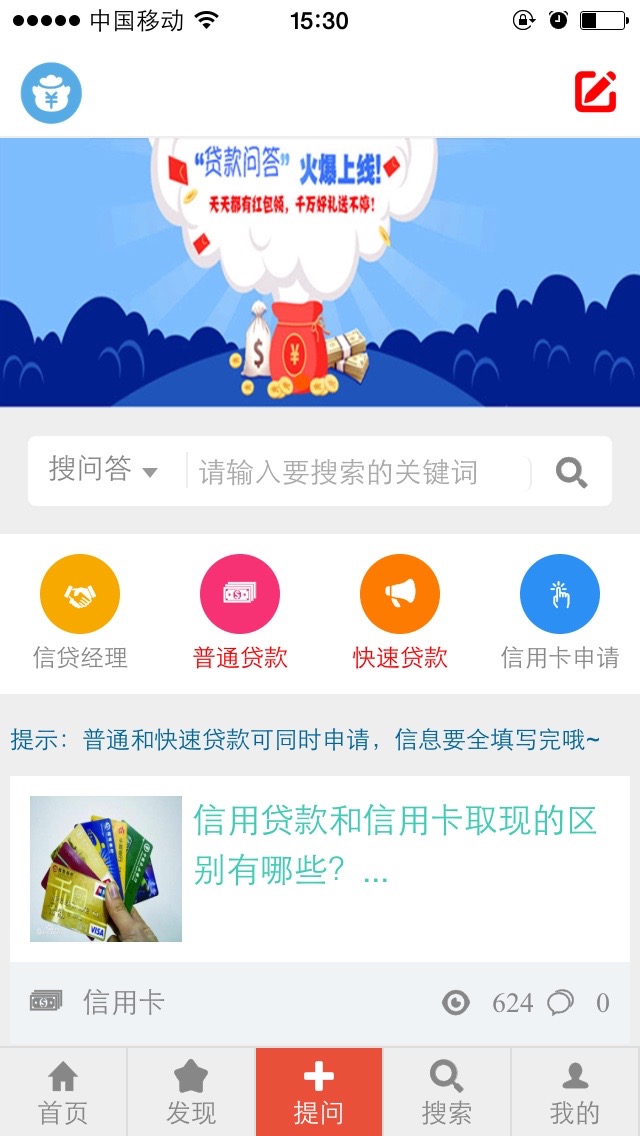 中国移动
15:30
“贷款问答” 火爆上线!
天天都有红包领，千万好礼送不停!
搜问答
请输入要搜索的关键词
信贷经理
普通贷款
快速贷款
信用卡申请
提示：普通和快速贷款可同时申请，信息要全填写完哦~
信用贷款和信用卡取现的区
别有哪些？...
VISA
信用卡
624
0
首页
发现
提问
搜索
我的